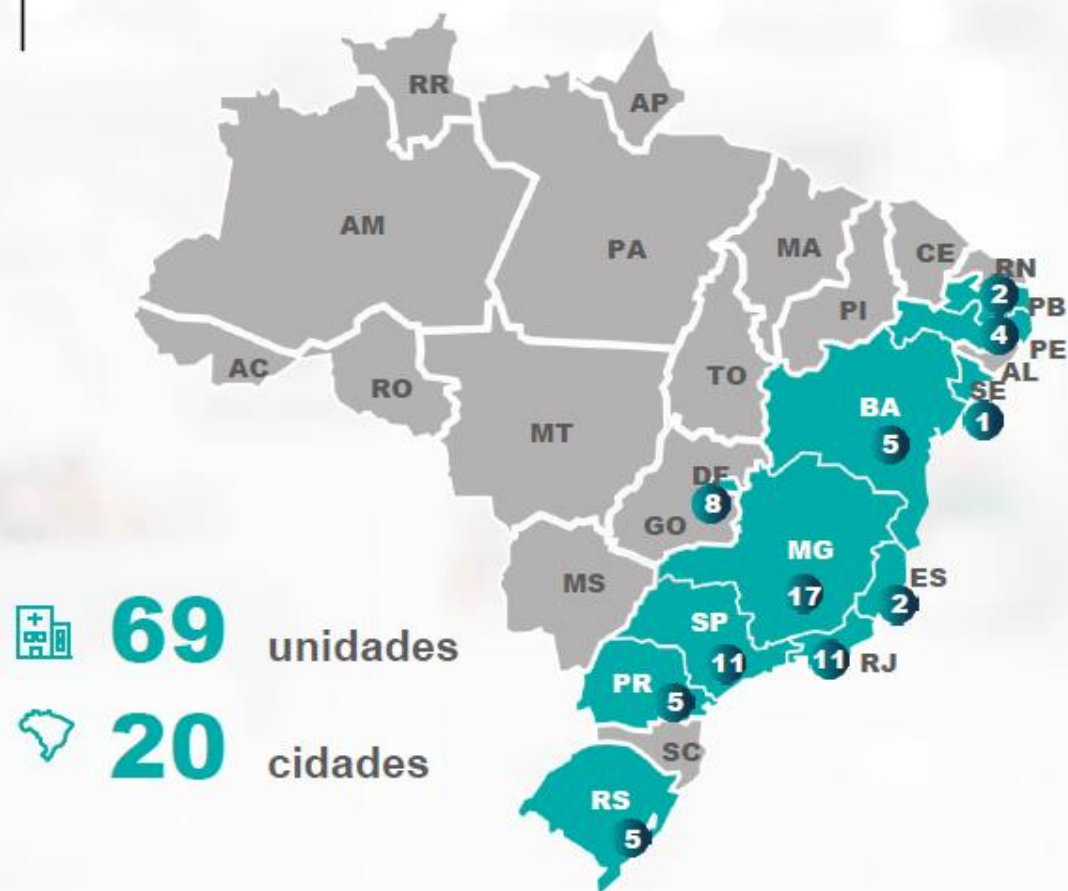 RR
AP
AM
PA
MA
CE
RN
2
PB
PI
4
PE
AC
RO
TO
AL
SE
1
BA
5
MT
DF
8
GO
MG
17
MS
ES
2
SP
11
11
RJ
PR
5
SC
RS
5
69 unidades
20 cidades